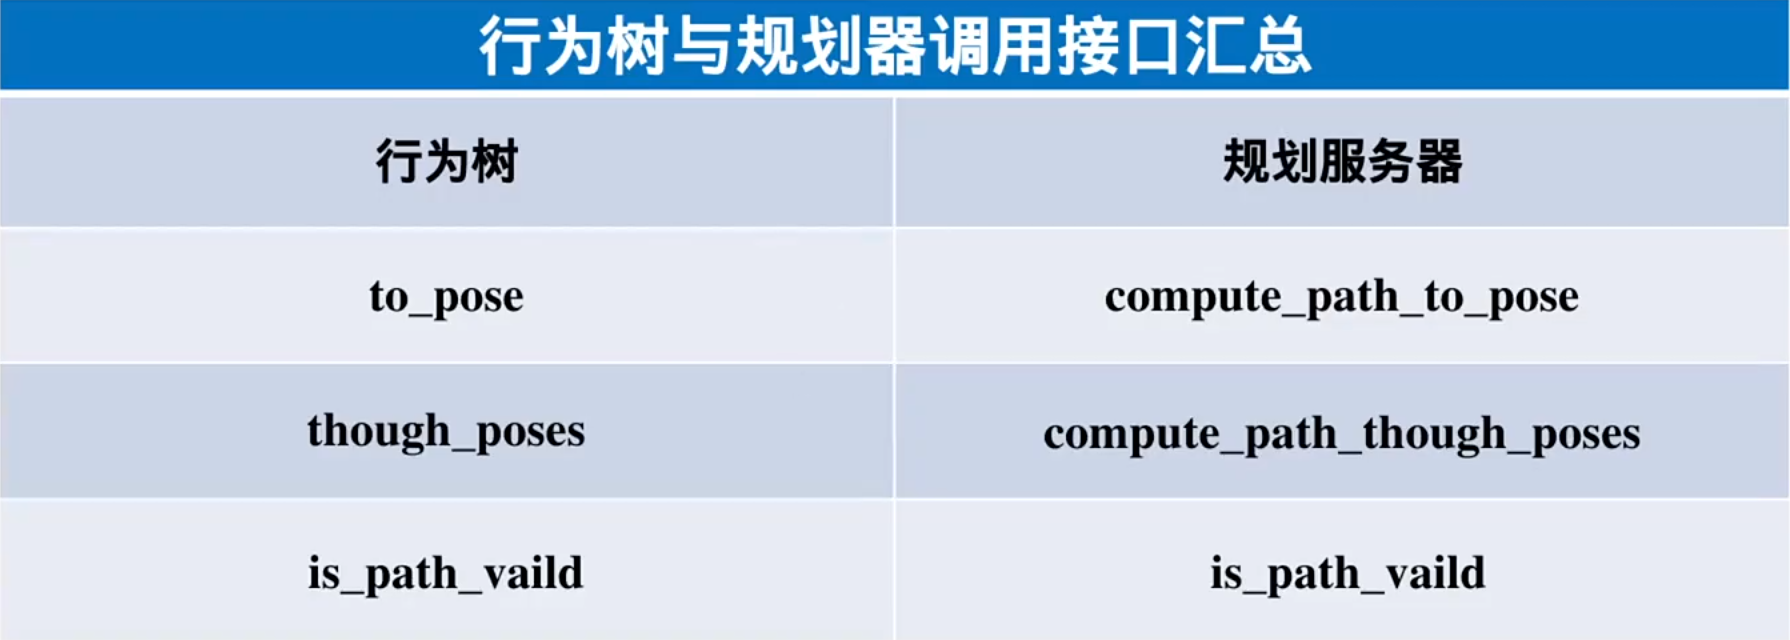 行为树与规划器调用接口汇总
行为树
规划服务器
to_pose
compute_path_to_pose
though_poses
compute_path_though_poses
is_path_vaild
is_path_vaild